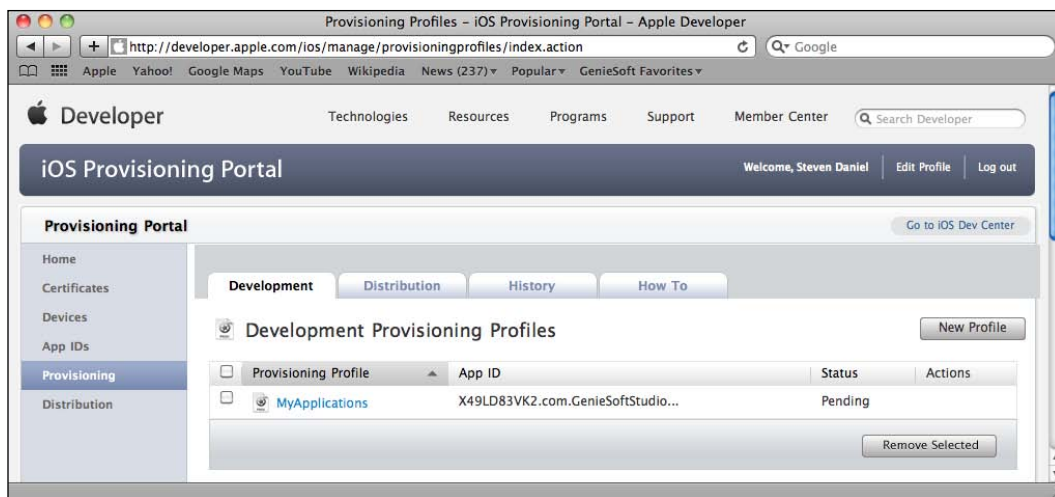 Provisioning Profiles – iOS Provisioning Portal – Apple Developer
http://developer.apple.com/ios/manage/provisioningprofiles/index.action
Google
Apple Yahoo! Google Maps YouTube Wikipedia News (237) Popular GenieSoft Favorites
Developer Technologies Resources Programs Support Member Center Search Developer
iOS Provisioning Portal Welcome, Steven Daniel Edit Profile Log out
Provisioning Portal Go to iOS Dev Center
Home
Certificates
Devices
App IDs
Provisioning
Distribution
Development Distribution History How To
Development Provisioning Profiles New Profile
Provisioning Profile App ID Status Actions
MyApplications X49LD83VK2.com.GenieSoftStudio... Pending
Remove Selected